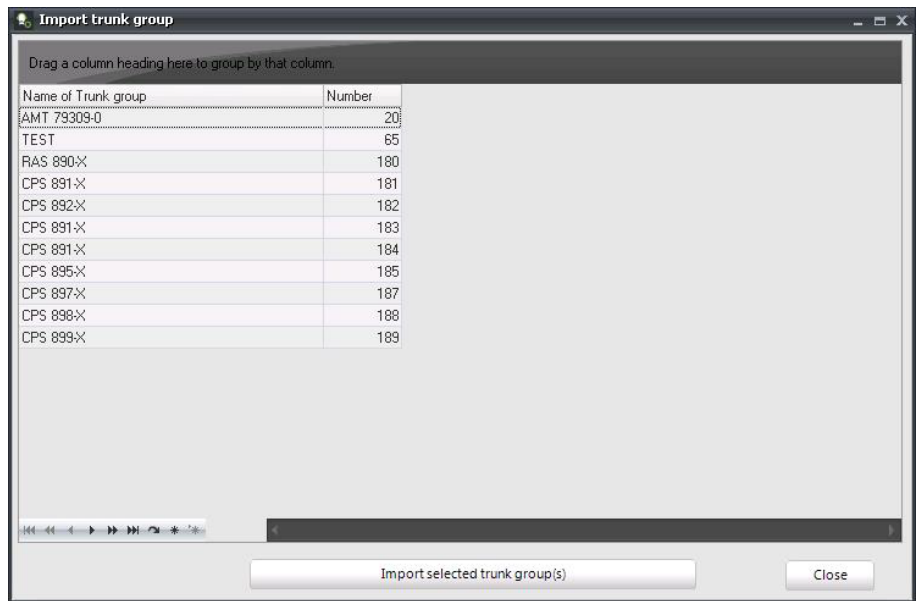 Import trunk group
Drag a column heading here to group by that column.
Name of Trunk group Number
AMT 79309-0 20
TEST 65
RAS 890-X 180
CPS 891-X 181
CPS 892-X 182
CPS 891-X 183
CPS 891-X 184
CPS 895-X 185
CPS 897-X 187
CPS 898-X 188
CPS 899-X 189
Import selected trunk group(s) Close